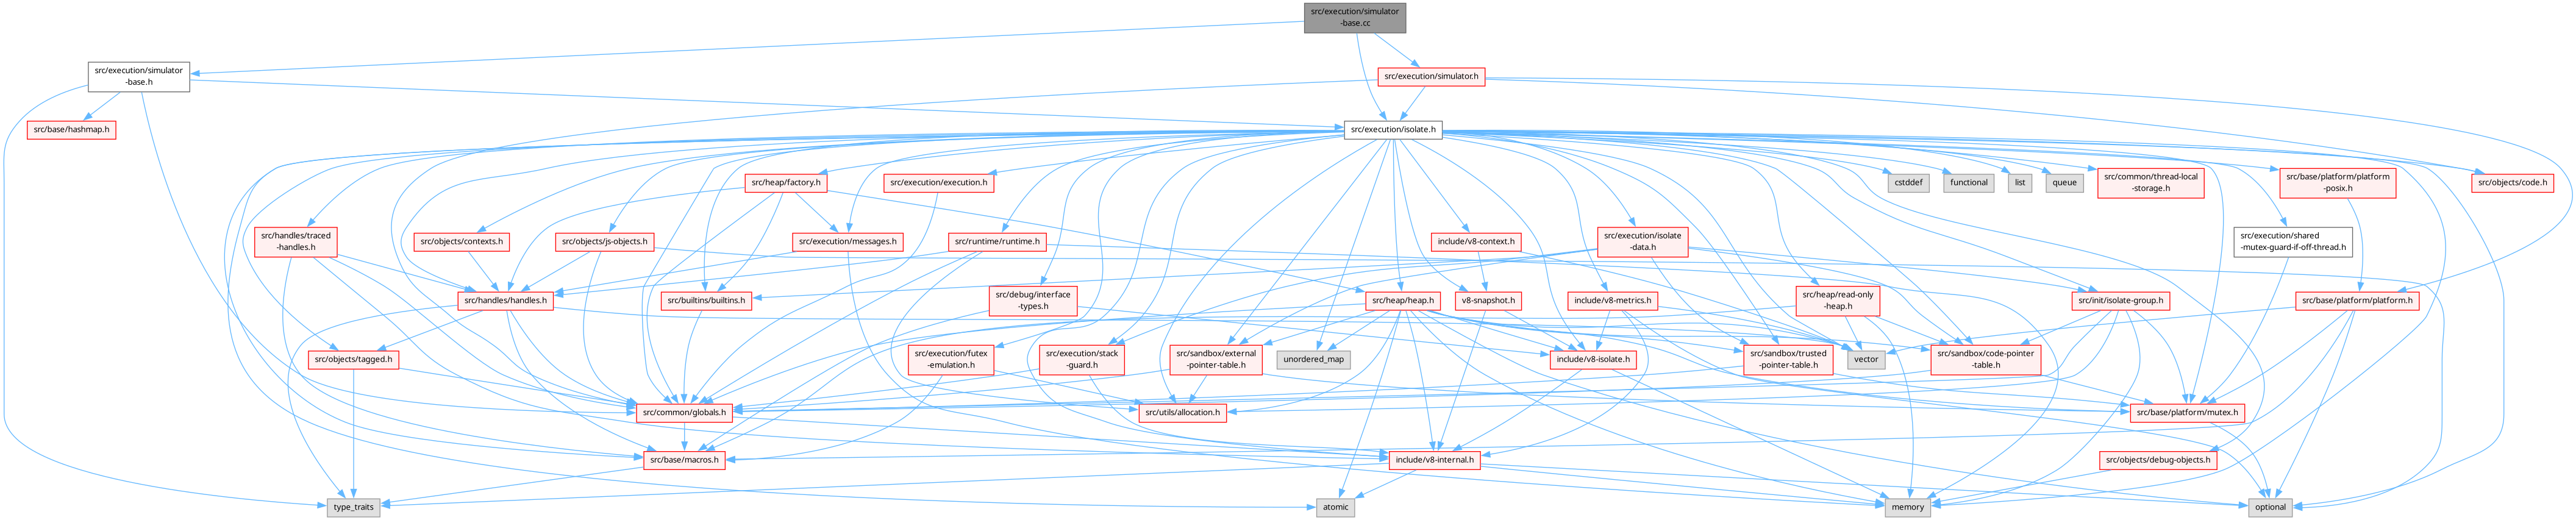 src/execution/simulator
-base.cc
src/execution/simulator
-base.h
src/execution/simulator.h
src/base/hashmap.h
src/execution/isolate.h
src/heap/factory.h
src/execution/execution.h
cstddef
functional
list
queue
src/common/thread-local
-storage.h
src/base/platform/platform
-posix.h
src/objects/code.h
src/handles/traced
-handles.h
src/objects/contexts.h
src/objects/js-objects.h
src/execution/messages.h
src/runtime/runtime.h
include/v8-context.h
src/execution/isolate
-data.h
src/execution/shared
-mutex-guard-if-off-thread.h
src/handles/handles.h
src/builtins/builtins.h
src/debug/interface
-types.h
src/heap/heap.h
v8-snapshot.h
include/v8-metrics.h
src/heap/read-only
-heap.h
src/init/isolate-group.h
src/base/platform/platform.h
src/objects/tagged.h
src/execution/futex
-emulation.h
src/execution/stack
-guard.h
src/sandbox/external
-pointer-table.h
unordered_map
include/v8-isolate.h
src/sandbox/trusted
-pointer-table.h
vector
src/sandbox/code-pointer
-table.h
src/common/globals.h
src/utils/allocation.h
src/base/platform/mutex.h
src/base/macros.h
include/v8-internal.h
src/objects/debug-objects.h
type_traits
atomic
memory
optional